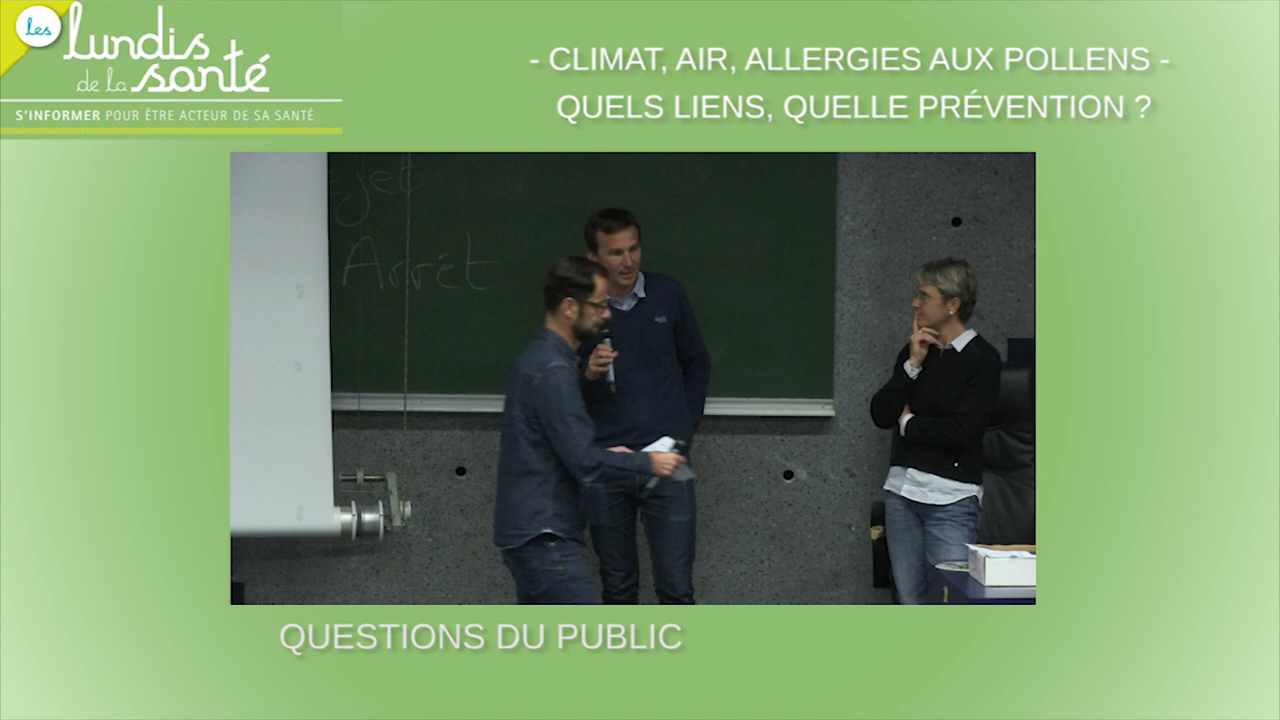 les
lundis
de la santé
S'INFORMER POUR ÊTRE ACTEUR DE SA SANTÉ
- CLIMAT, AIR, ALLERGIES AUX POLLENS -
QUELS LIENS, QUELLE PRÉVENTION ?
Arrêt
QUESTIONS DU PUBLIC